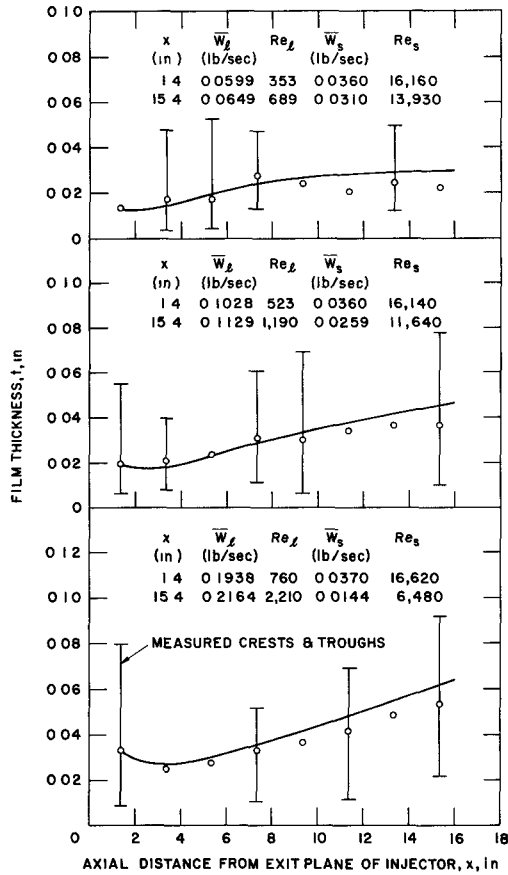 0 10
x W̅ℓ Reℓ W̅s Res
(in) (lb/sec) (lb/sec)
1 4 0 0599 353 0 0360 16,160
15 4 0 0649 689 0 0310 13,930
0 08
0 06
0 04
0 02
0
x W̅ℓ Reℓ W̅s Res
(in) (lb/sec) (lb/sec)
1 4 0 1028 523 0 0360 16,140
15 4 0 1129 1,190 0 0259 11,640
0 10
0 08
0 06
0 04
0 02
0
FILM THICKNESS, t, in
x W̅ℓ Reℓ W̅s Res
(in) (lb/sec) (lb/sec)
1 4 0 1938 760 0 0370 16,620
15 4 0 2164 2,210 0 0144 6,480
0 12
0 10
0 08
MEASURED CRESTS & TROUGHS
0 06
0 04
0 02
0 2 4 6 8 10 12 14 16 18
AXIAL DISTANCE FROM EXIT PLANE OF INJECTOR, x, in